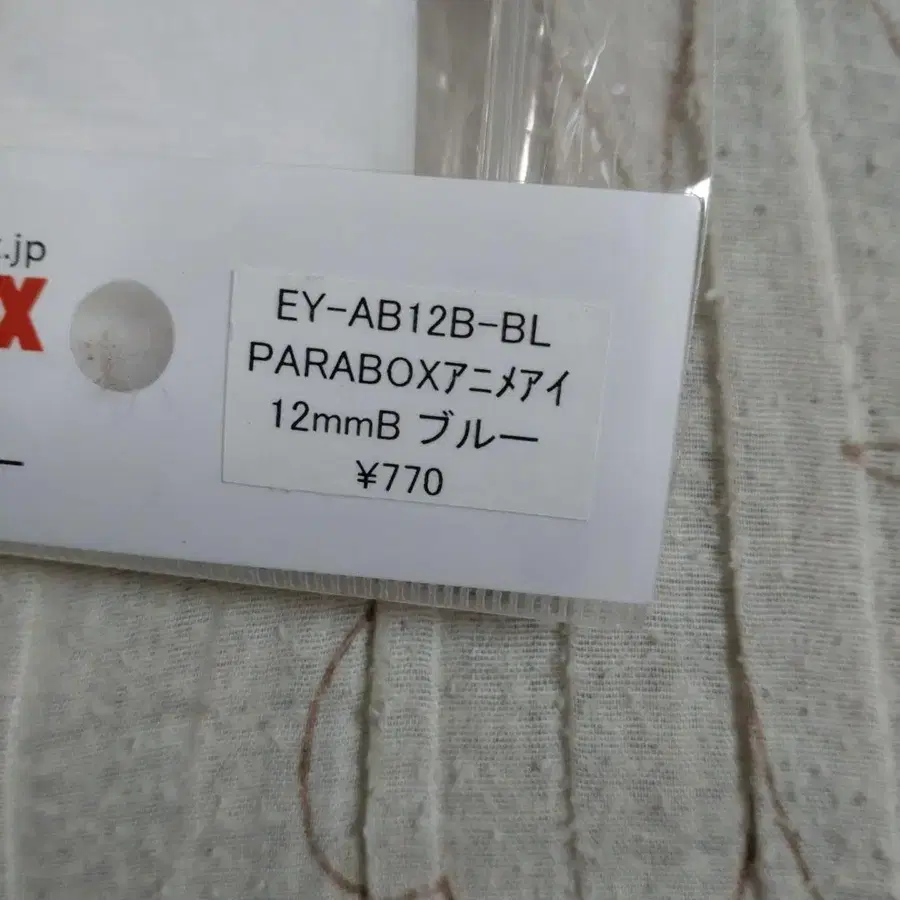 .jp
X
EY-AB12B-BL
PARABOXｱﾆﾒｱｲ
12mmB ブルー
¥770